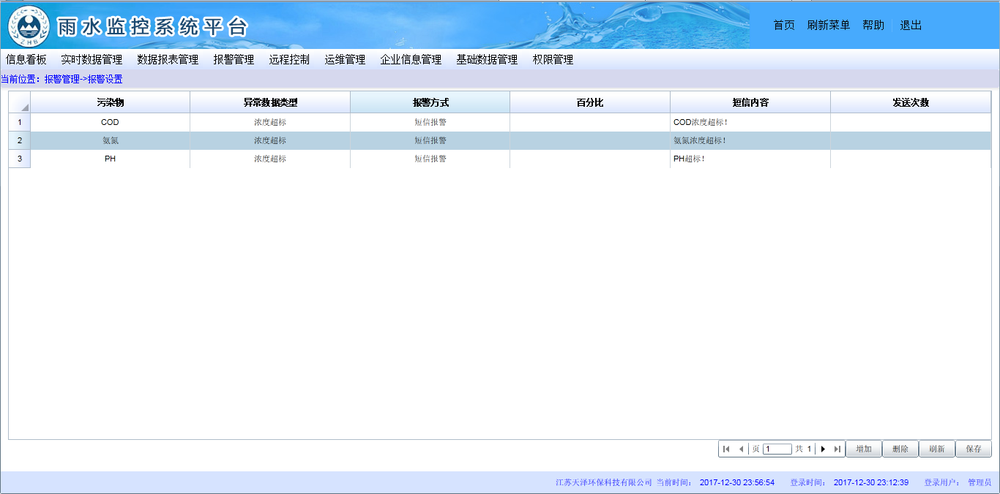 雨水监控系统平台
ZHB
首页 刷新菜单 帮助 退出
信息看板 实时数据管理 数据报表管理 报警管理 远程控制 运维管理 企业信息管理 基础数据管理 权限管理
当前位置：报警管理->报警设置
污染物 异常数据类型 报警方式 百分比 短信内容 发送次数
1 COD 浓度超标 短信报警 COD浓度超标！
2 氨氮 浓度超标 短信报警 氨氮浓度超标！
3 PH 浓度超标 短信报警 PH超标！
页 1 共 1 增加 删除 刷新 保存
江苏天泽环保科技有限公司 当前时间： 2017-12-30 23:56:54 登录时间： 2017-12-30 23:12:39 登录用户： 管理员